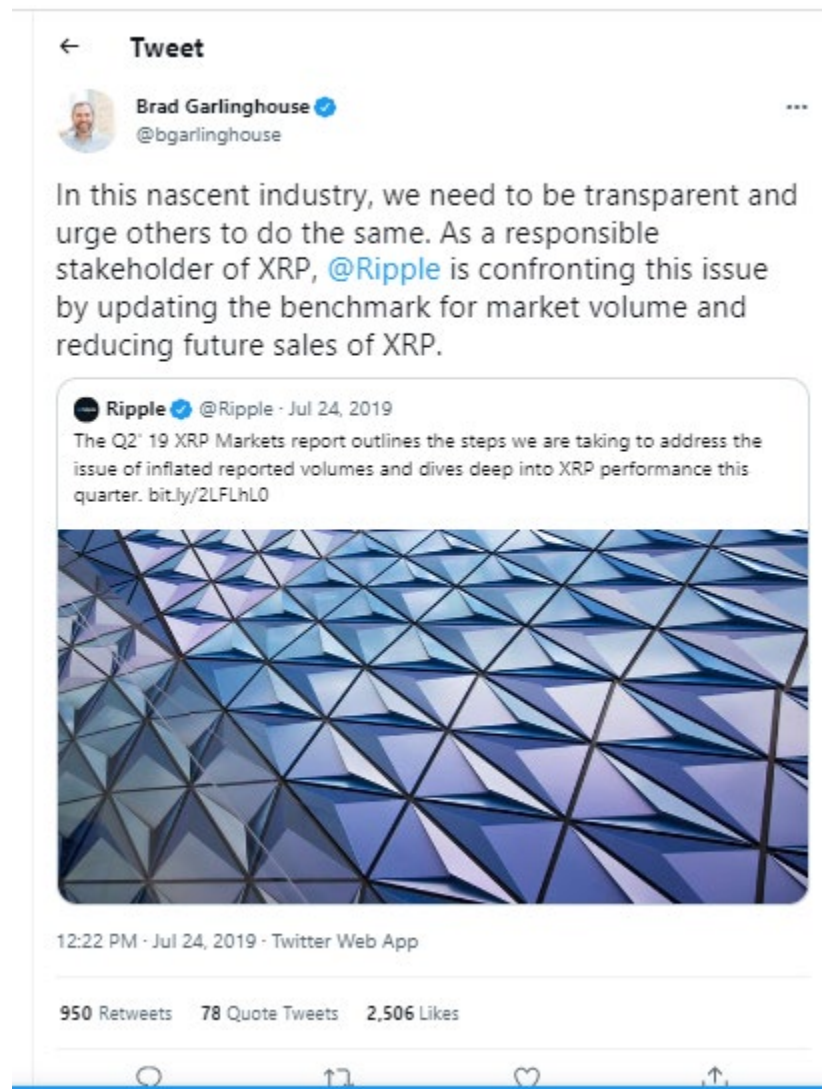 Tweet
Brad Garlinghouse
@bgarlinghouse
In this nascent industry, we need to be transparent and
urge others to do the same. As a responsible
stakeholder of XRP, @Ripple is confronting this issue
by updating the benchmark for market volume and
reducing future sales of XRP.
Ripple @Ripple · Jul 24, 2019
The Q2' 19 XRP Markets report outlines the steps we are taking to address the
issue of inflated reported volumes and dives deep into XRP performance this
quarter. bit.ly/2LFLhL0
12:22 PM · Jul 24, 2019 · Twitter Web App
950 Retweets 78 Quote Tweets 2,506 Likes